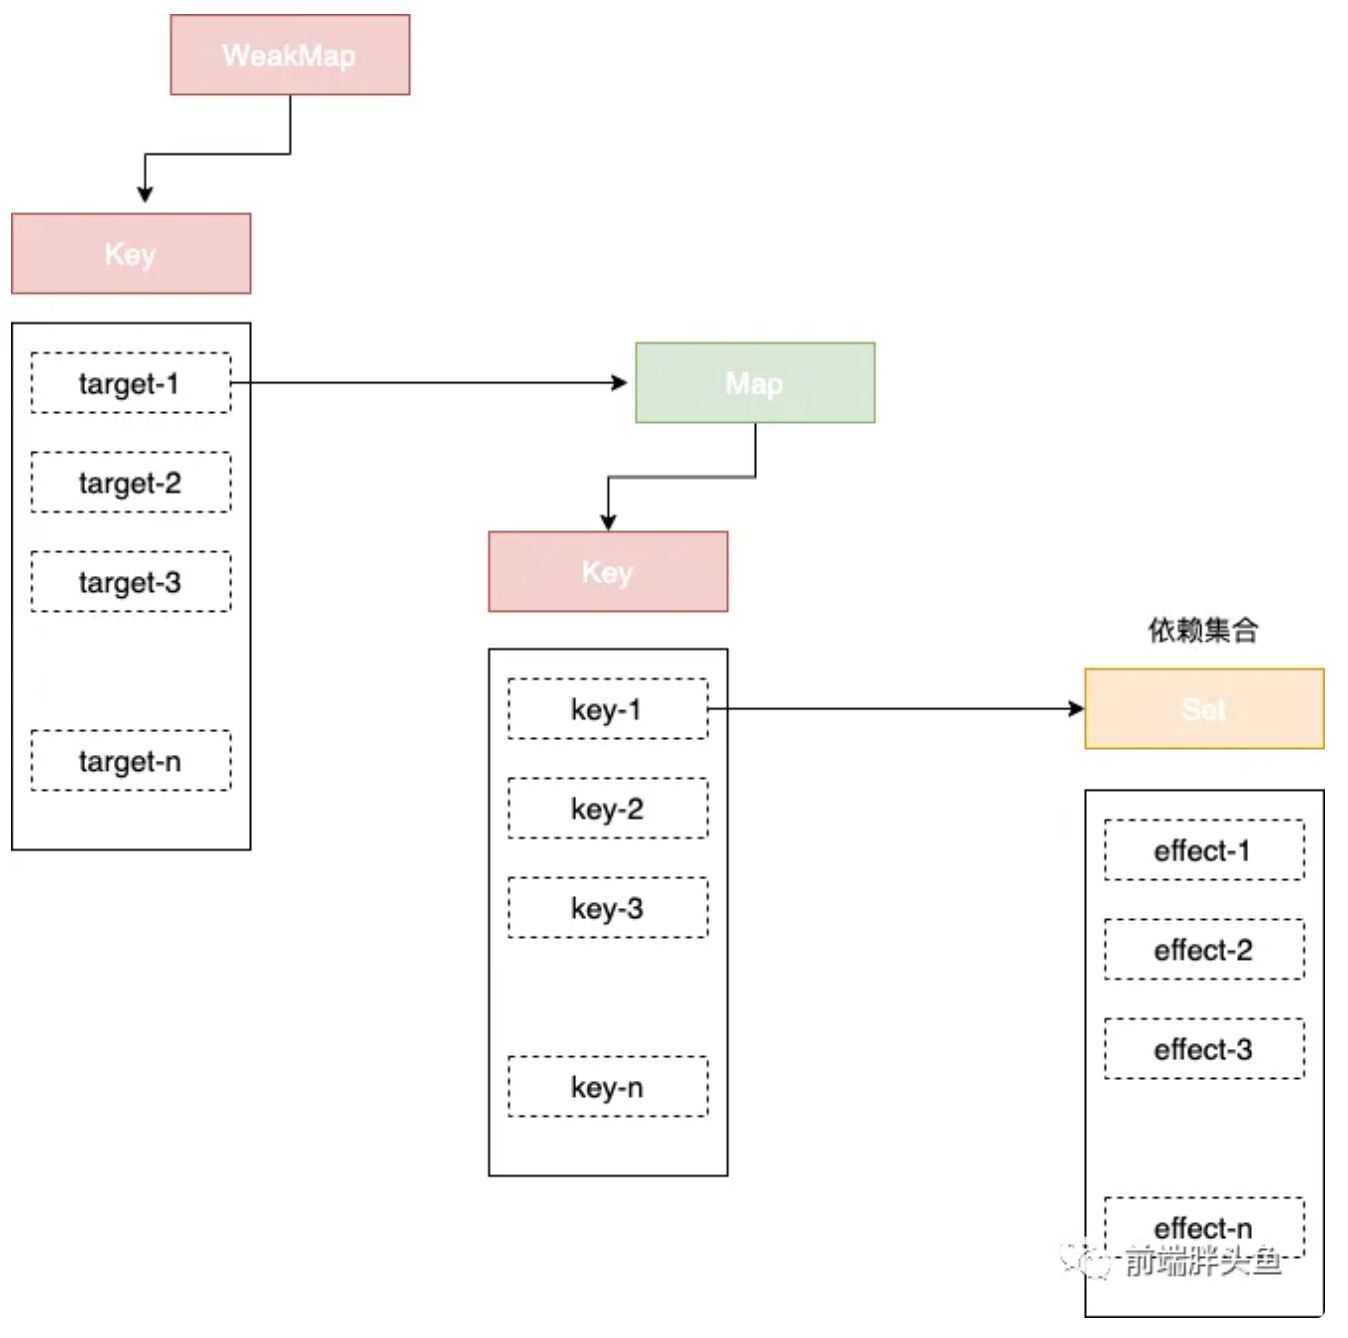 WeakMap
Key
target-1
target-2
target-3
target-n
Map
Key
key-1
key-2
key-3
key-n
依赖集合
Set
effect-1
effect-2
effect-3
effect-n
前端胖头鱼